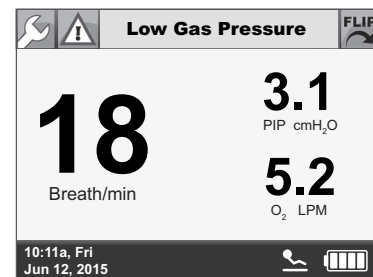 Low Gas Pressure
FLIP
18
Breath/min
3.1
PIP cmH₂O
5.2
O₂ LPM
10:11a, Fri
Jun 12, 2015